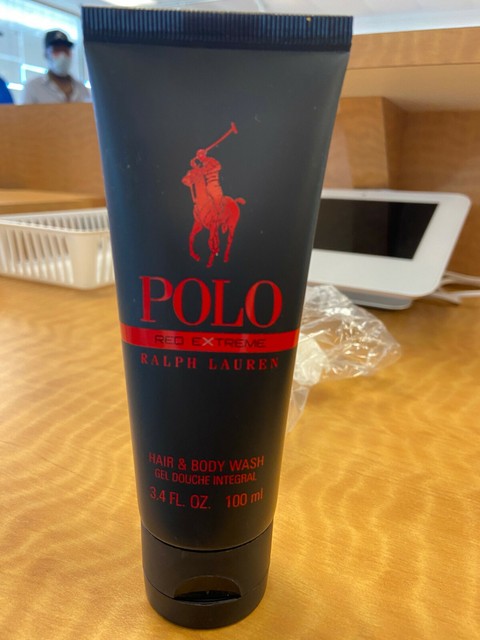 POLO
RED EXTREME
RALPH LAUREN
HAIR & BODY WASH
GEL DOUCHE INTEGRAL
3.4 FL. OZ. 100 ml